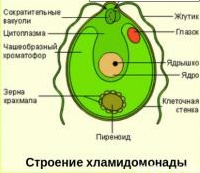 Сократительные
вакуоли
Цитоплазма
Чашеобразный
хроматофор
Зерна
крахмала
Жгутик
Глазок
Ядрышко
Ядро
Клеточная
стенка
Пиреноид
Строение хламидомонады